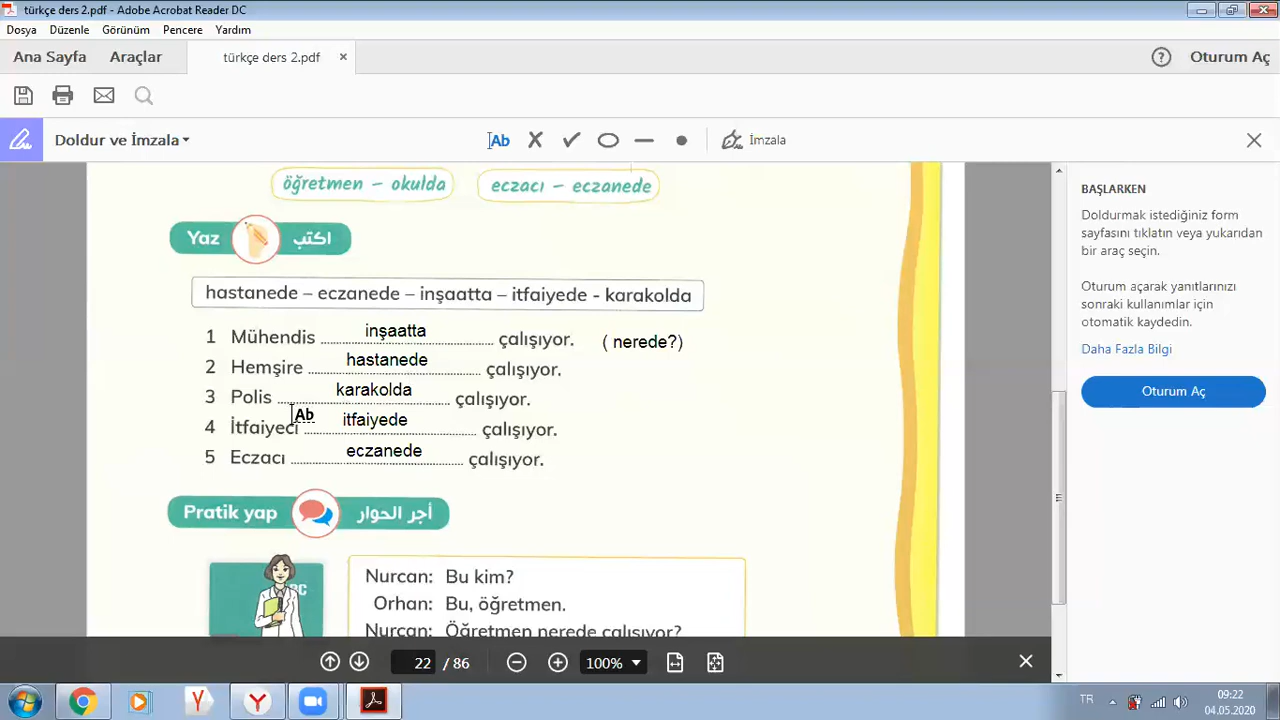 türkçe ders 2.pdf - Adobe Acrobat Reader DC
Dosya Düzenle Görünüm Pencere Yardım
Ana Sayfa Araçlar türkçe ders 2.pdf × ? Oturum Aç
Doldur ve İmzala Ab İmzala
öğretmen – okulda eczacı – eczanede
Yaz اكتب
hastanede – eczanede – inşaatta – itfaiyede - karakolda
1 Mühendis inşaatta çalışıyor. ( nerede?)
2 Hemşire hastanede çalışıyor.
3 Polis karakolda çalışıyor.
Ab
4 İtfaiyeci itfaiyede çalışıyor.
5 Eczacı eczanede çalışıyor.
Pratik yap أجر الحوار
Nurcan: Bu kim?
Orhan: Bu, öğretmen.
Nurcan: Öğretmen nerede çalışıyor?
BAŞLARKEN
Doldurmak istediğiniz form
sayfasını tıklatın veya yukarıdan
bir araç seçin.
Oturum açarak yanıtlarınızı
sonraki kullanımlar için
otomatik kaydedin.
Daha Fazla Bilgi
Oturum Aç
22 / 86 100%
TR 09:22
04.05.2020